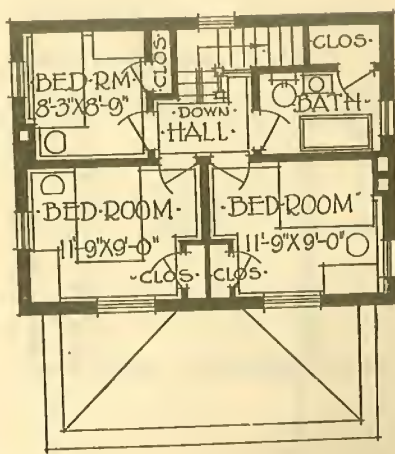 CLOS.
BED·RM.
8'-3"X8'-9"
CLOS.
·DOWN·
HALL·
·BATH·
·BED·ROOM·
11'-9"X9'-0"
·BED·ROOM·
11'-9"X9'-0"
·CLOS.
CLOS.